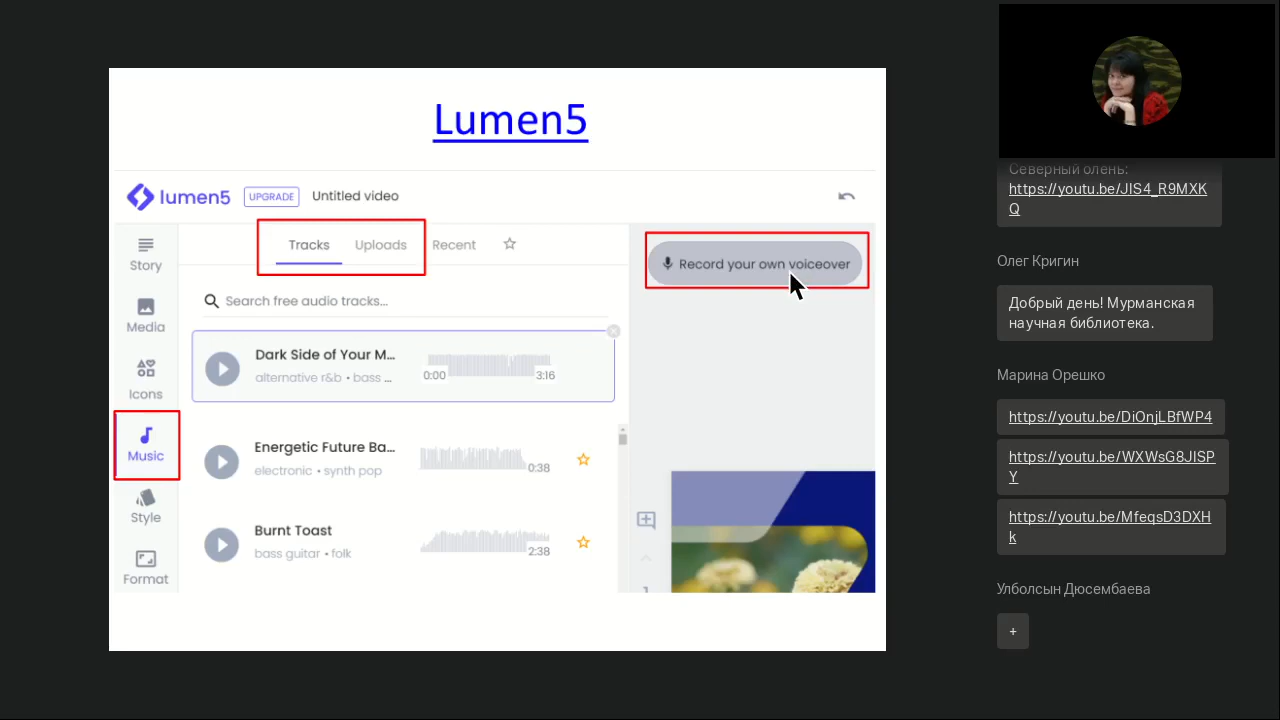 Lumen5
lumen5
UPGRADE
Untitled video
Story
Media
Icons
Music
Style
Format
Tracks
Uploads
Recent
Search free audio tracks...
Dark Side of Your M...
alternative r&b • bass ...
0:00
3:16
Energetic Future Ba...
electronic • synth pop
0:38
Burnt Toast
bass guitar • folk
2:38
Record your own voiceover
Северный олень:
https://youtu.be/JIS4_R9MXK
Q
Олег Кригин
Добрый день! Мурманская
научная библиотека.
Марина Орешко
https://youtu.be/DiOnjLBfWP4
https://youtu.be/WXWsG8JISP
Y
https://youtu.be/MfeqsD3DXH
k
Улболсын Дюсембаева
+